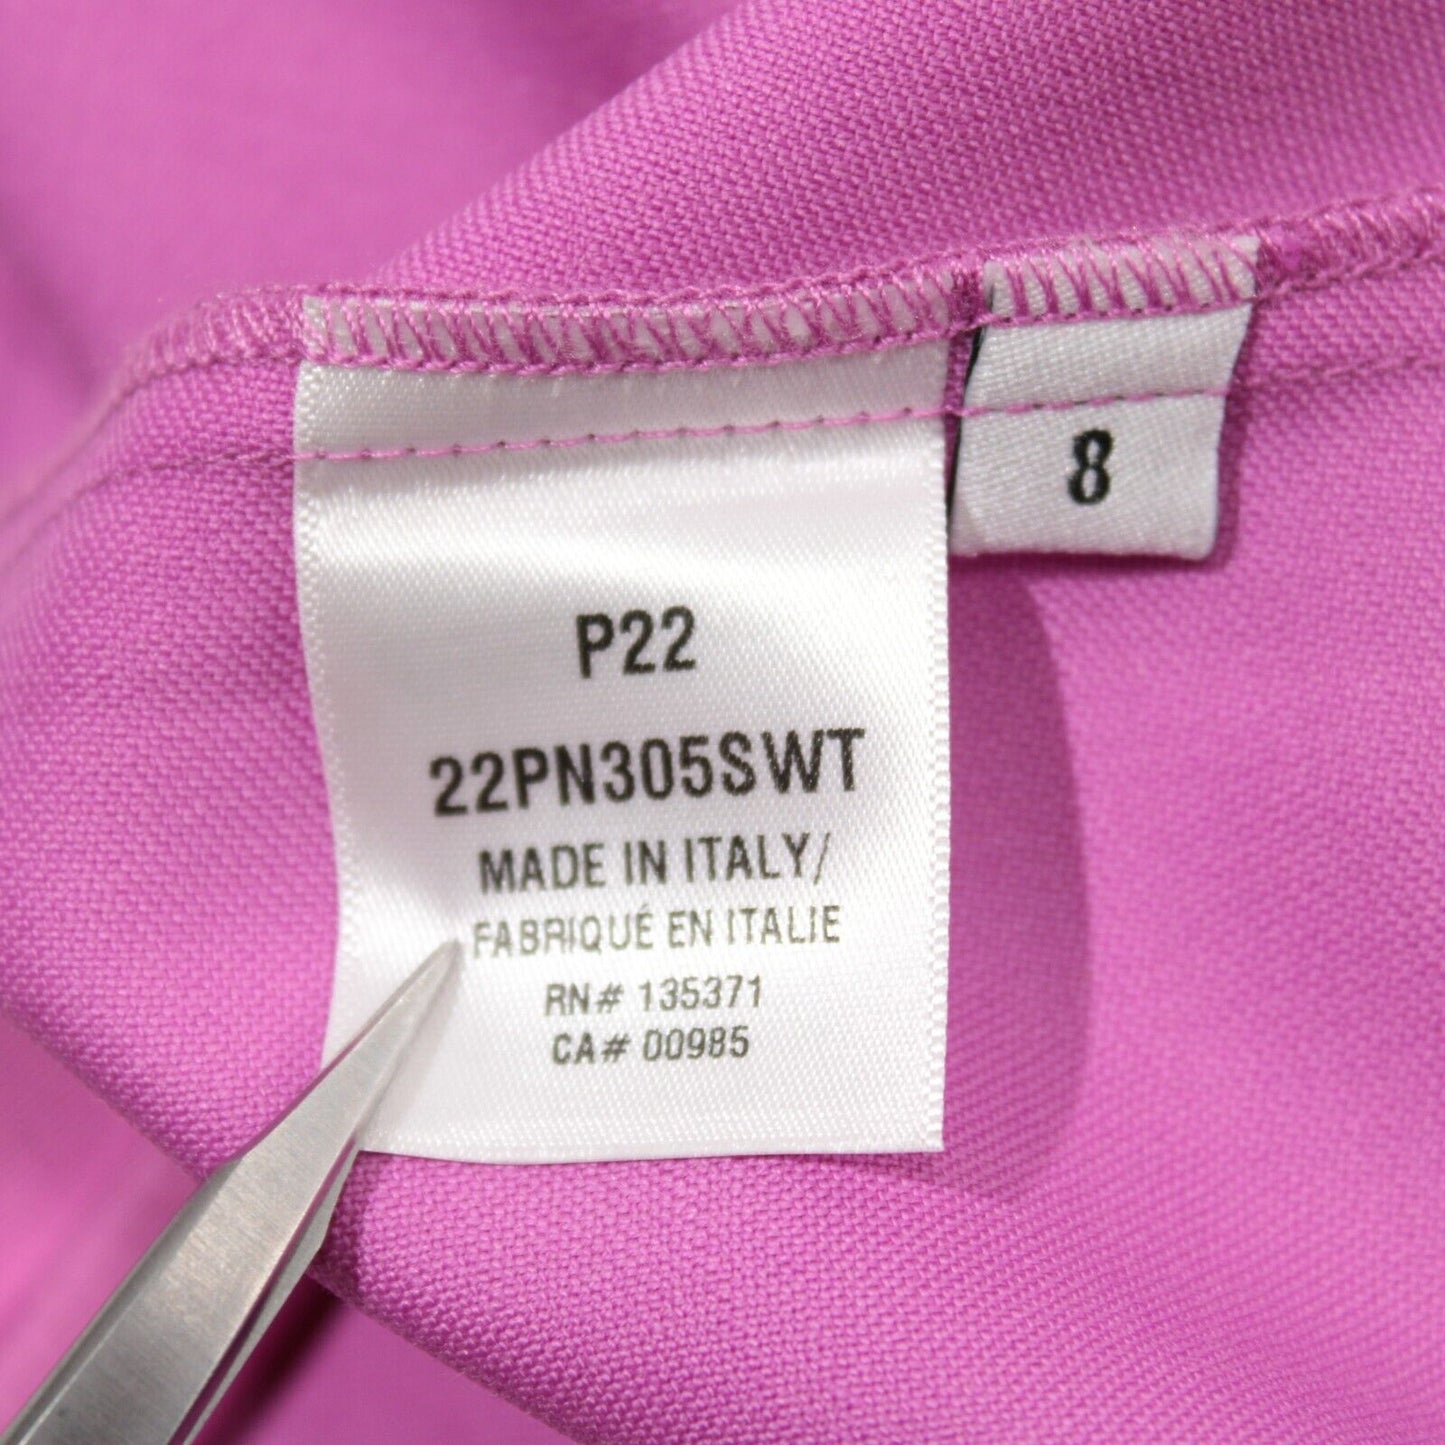 8
P22
22PN305SWT
MADE IN ITALY/
FABRIQUÉ EN ITALIE
RN# 135371
CA# 00985